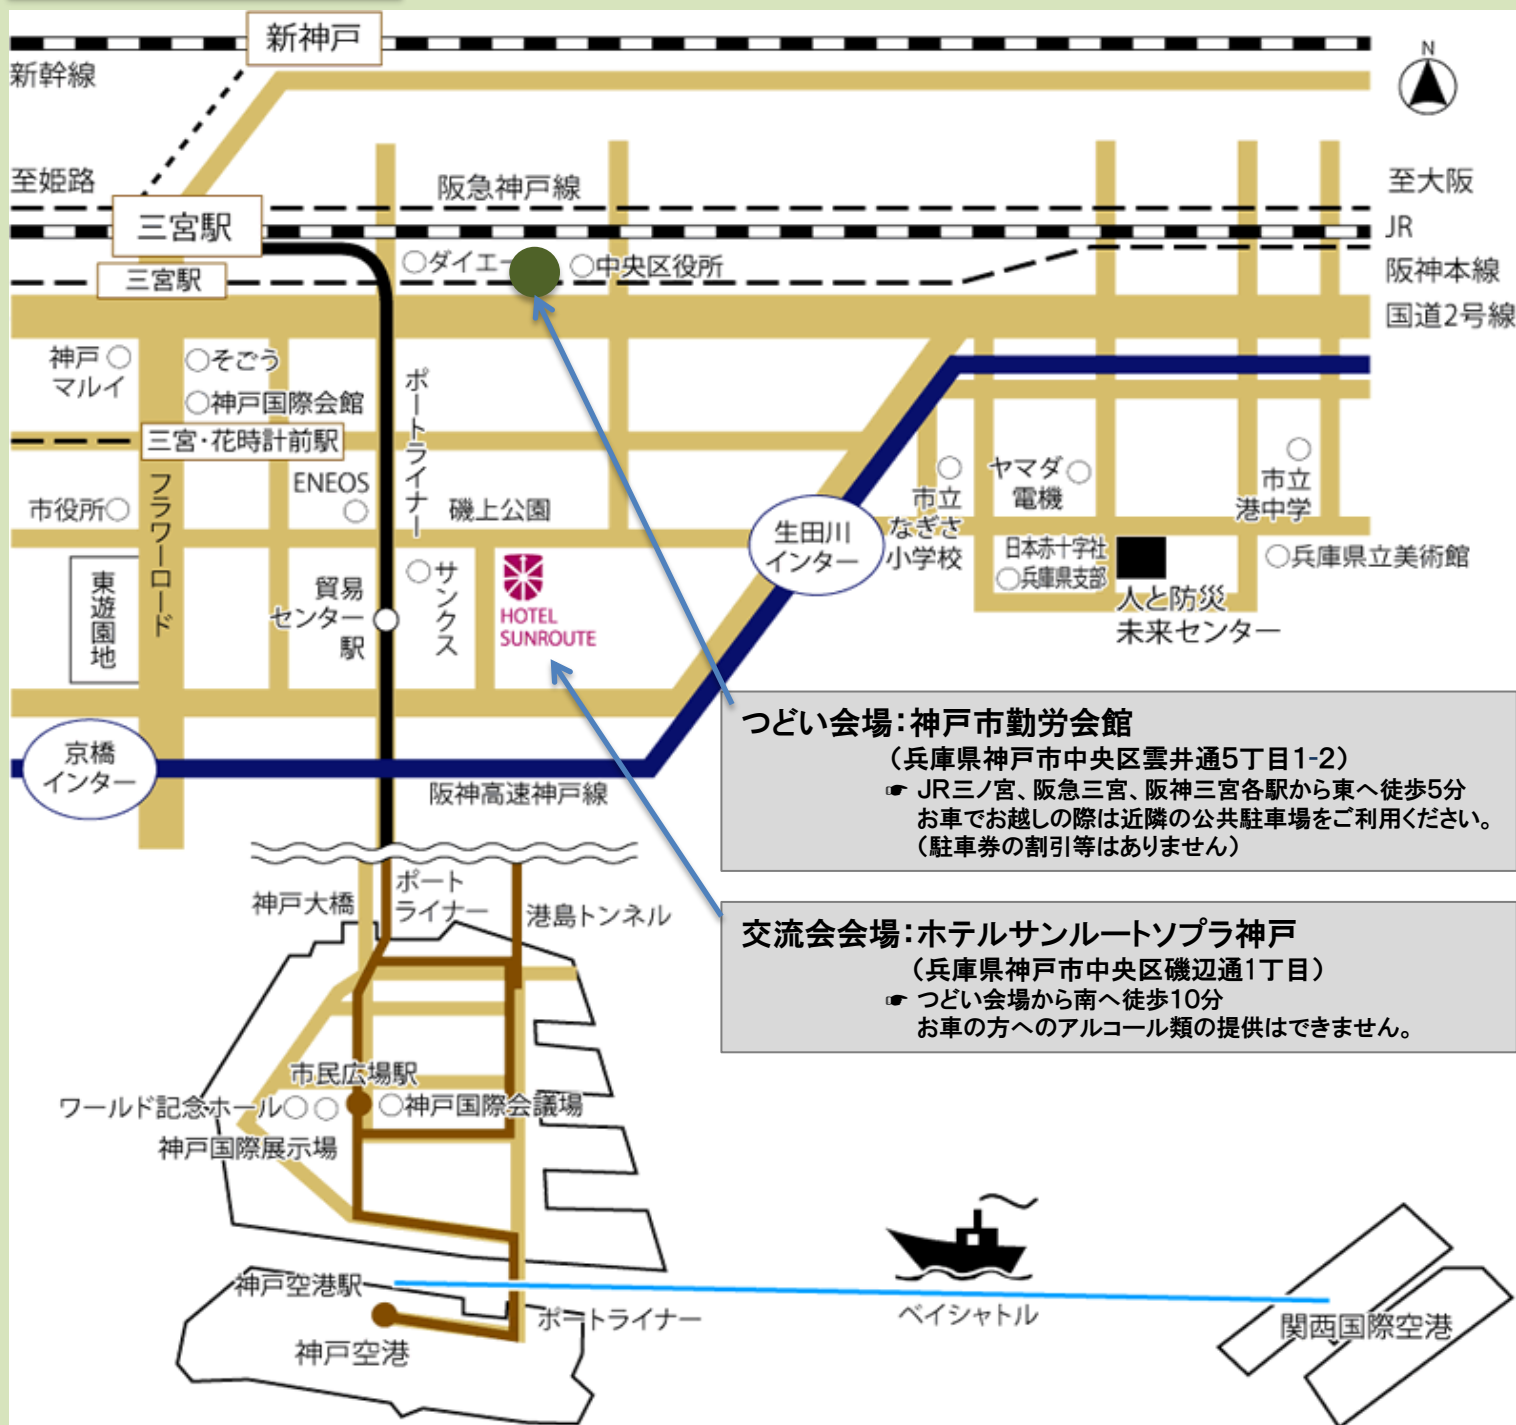 新神戸
新幹線
N
至姫路
阪急神戸線
至大阪
三宮駅
JR
三宮駅
ダイエー
中央区役所
阪神本線
国道2号線
神戸
マルイ
そごう
神戸国際会館
ポートライナー
三宮・花時計前駅
フラワーロード
ENEOS
市役所
磯上公園
市立
なぎさ
小学校
ヤマダ
電機
市立
港中学
生田川
インター
日本赤十字社
兵庫県支部
兵庫県立美術館
人と防災
未来センター
東遊園地
貿易
センター
駅
サンクス
HOTEL
SUNROUTE
京橋
インター
阪神高速神戸線
つどい会場：神戸市勤労会館
（兵庫県神戸市中央区雲井通5丁目1-2）
☛ JR三ノ宮、阪急三宮、阪神三宮各駅から東へ徒歩5分
お車でお越しの際は近隣の公共駐車場をご利用ください。
（駐車券の割引等はありません）
交流会会場：ホテルサンルートソプラ神戸
（兵庫県神戸市中央区磯辺通1丁目）
☛ つどい会場から南へ徒歩10分
お車の方へのアルコール類の提供はできません。
神戸大橋
ポート
ライナー
港島トンネル
市民広場駅
ワールド記念ホール
神戸国際会議場
神戸国際展示場
神戸空港駅
ポートライナー
神戸空港
ベイシャトル
関西国際空港